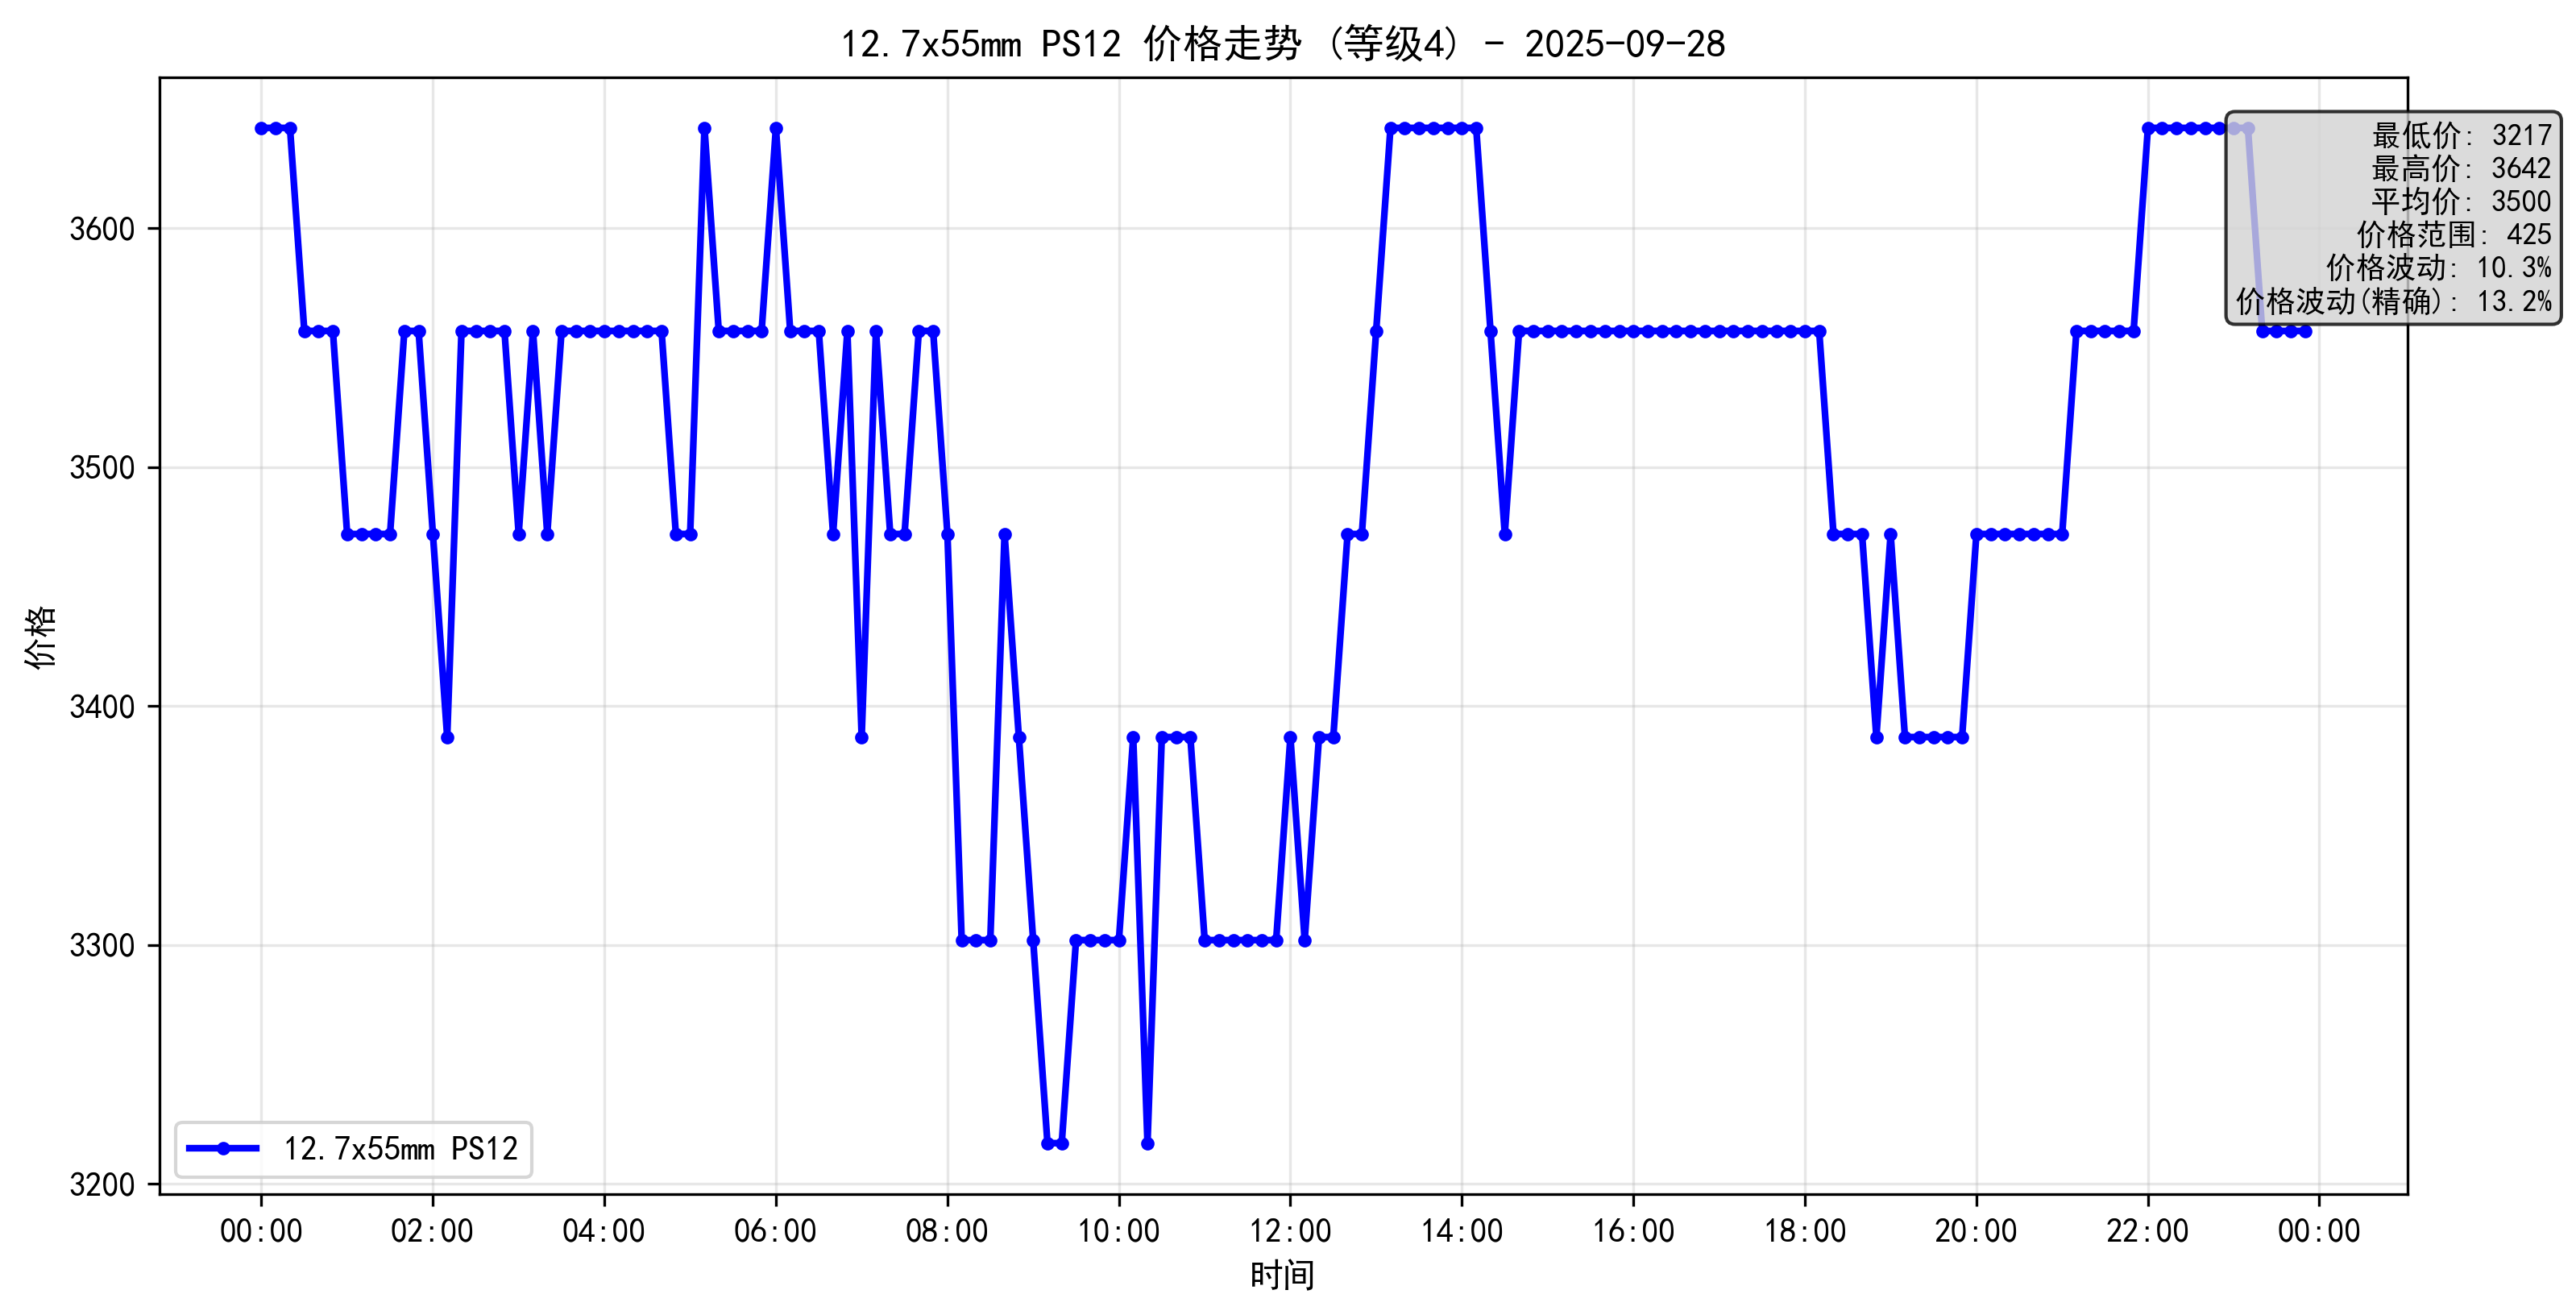 12.7x55mm PS12 价格走势 (等级4) - 2025-09-28
最低价: 3217
最高价: 3642
平均价: 3500
价格范围: 425
价格波动: 10.3%
价格波动(精确): 13.2%
3600
3500
3400
3300
3200
价格
12.7x55mm PS12
00:00 02:00 04:00 06:00 08:00 10:00 12:00 14:00 16:00 18:00 20:00 22:00 00:00
时间